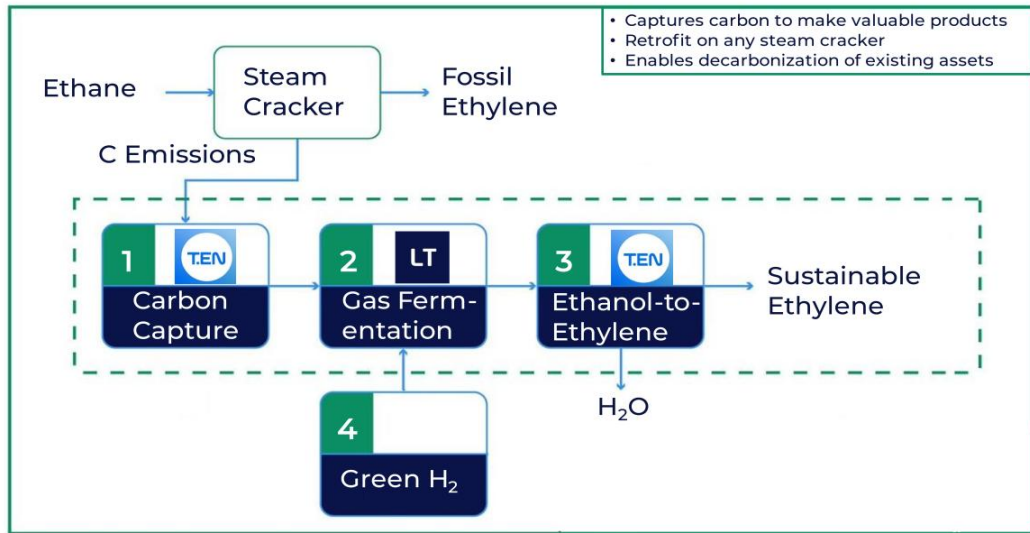 • Captures carbon to make valuable products
• Retrofit on any steam cracker
• Enables decarbonization of existing assets
Ethane
Steam
Cracker
Fossil
Ethylene
C Emissions
1
T.EN
Carbon
Capture
2
LT
Gas Ferm-
entation
3
T.EN
Ethanol-to-
Ethylene
Sustainable
Ethylene
H₂O
4
Green H₂